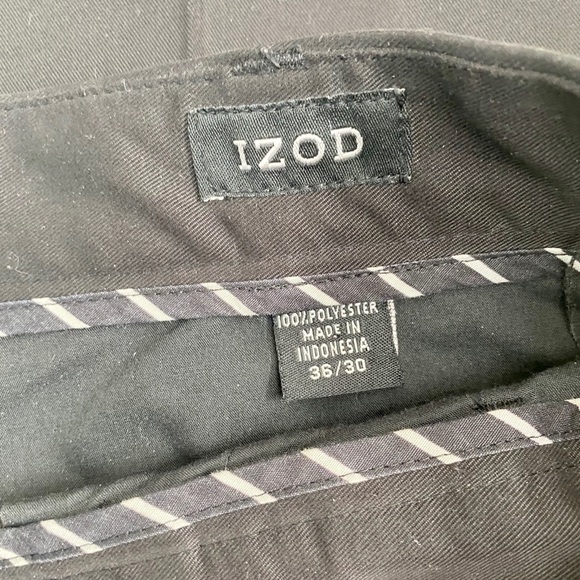 IZOD
100%POLYESTER
MADE IN
INDONESIA
36/30